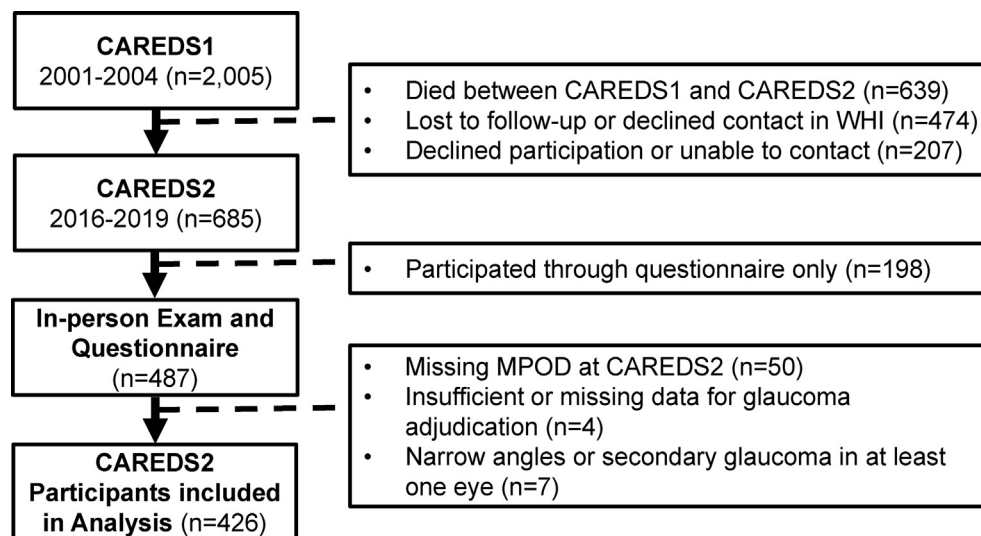 CAREDS1
2001-2004 (n=2,005)
• Died between CAREDS1 and CAREDS2 (n=639)
• Lost to follow-up or declined contact in WHI (n=474)
• Declined participation or unable to contact (n=207)
CAREDS2
2016-2019 (n=685)
• Participated through questionnaire only (n=198)
In-person Exam and
Questionnaire
(n=487)
• Missing MPOD at CAREDS2 (n=50)
• Insufficient or missing data for glaucoma
adjudication (n=4)
• Narrow angles or secondary glaucoma in at least
one eye (n=7)
CAREDS2
Participants included
in Analysis (n=426)